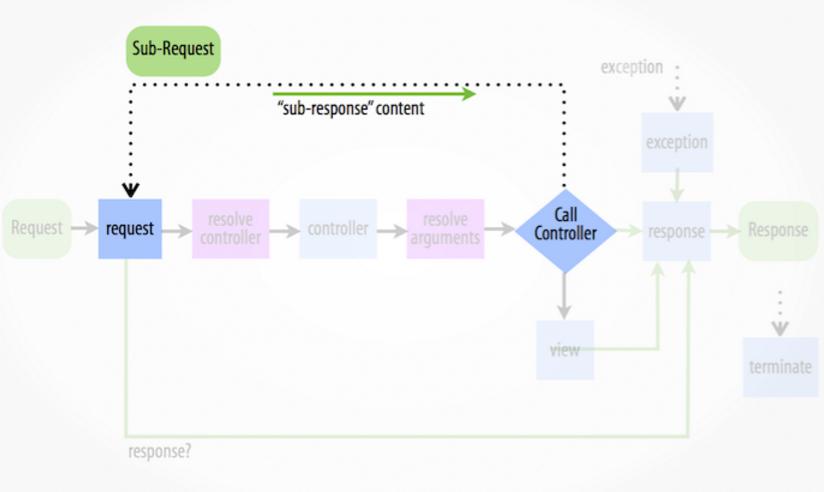 Sub-Request
exception
“sub-response” content
exception
Request
request
resolve
controller
controller
resolve
arguments
Call
Controller
response
Response
view
terminate
response?